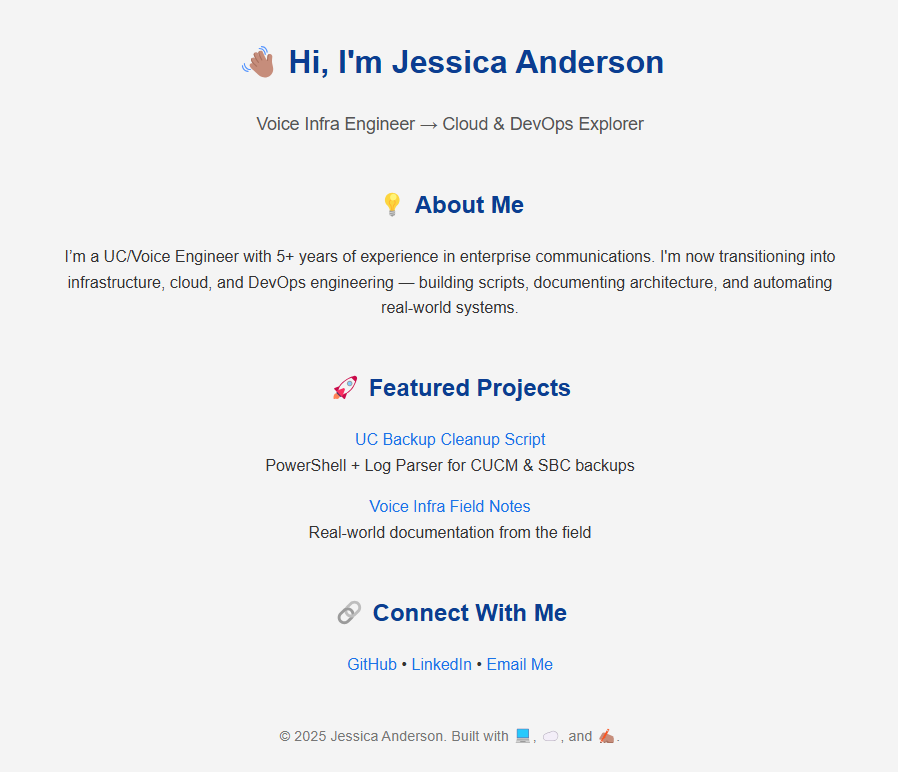 👋🏽 Hi, I'm Jessica Anderson
Voice Infra Engineer → Cloud & DevOps Explorer
💡 About Me
I’m a UC/Voice Engineer with 5+ years of experience in enterprise communications. I'm now transitioning into
infrastructure, cloud, and DevOps engineering — building scripts, documenting architecture, and automating
real-world systems.
🚀 Featured Projects
UC Backup Cleanup Script
PowerShell + Log Parser for CUCM & SBC backups
Voice Infra Field Notes
Real-world documentation from the field
🔗 Connect With Me
GitHub • LinkedIn • Email Me
© 2025 Jessica Anderson. Built with 💻, ☁️, and ✍🏽.